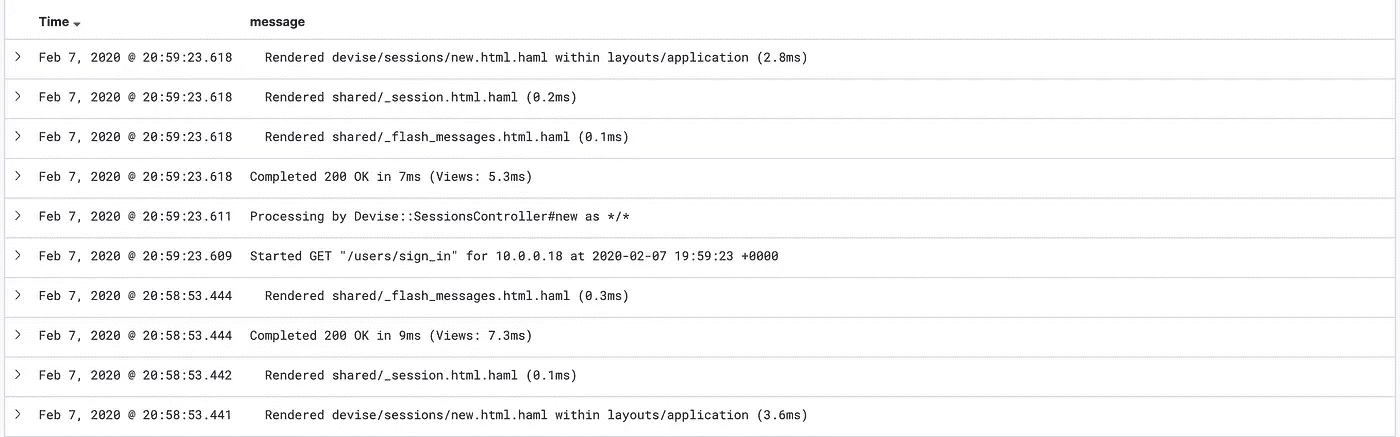 Time message
Feb 7, 2020 @ 20:59:23.618 Rendered devise/sessions/new.html.haml within layouts/application (2.8ms)
Feb 7, 2020 @ 20:59:23.618 Rendered shared/_session.html.haml (0.2ms)
Feb 7, 2020 @ 20:59:23.618 Rendered shared/_flash_messages.html.haml (0.1ms)
Feb 7, 2020 @ 20:59:23.618 Completed 200 OK in 7ms (Views: 5.3ms)
Feb 7, 2020 @ 20:59:23.611 Processing by Devise::SessionsController#new as */*
Feb 7, 2020 @ 20:59:23.609 Started GET "/users/sign_in" for 10.0.0.18 at 2020-02-07 19:59:23 +0000
Feb 7, 2020 @ 20:58:53.444 Rendered shared/_flash_messages.html.haml (0.3ms)
Feb 7, 2020 @ 20:58:53.444 Completed 200 OK in 9ms (Views: 7.3ms)
Feb 7, 2020 @ 20:58:53.442 Rendered shared/_session.html.haml (0.1ms)
Feb 7, 2020 @ 20:58:53.441 Rendered devise/sessions/new.html.haml within layouts/application (3.6ms)